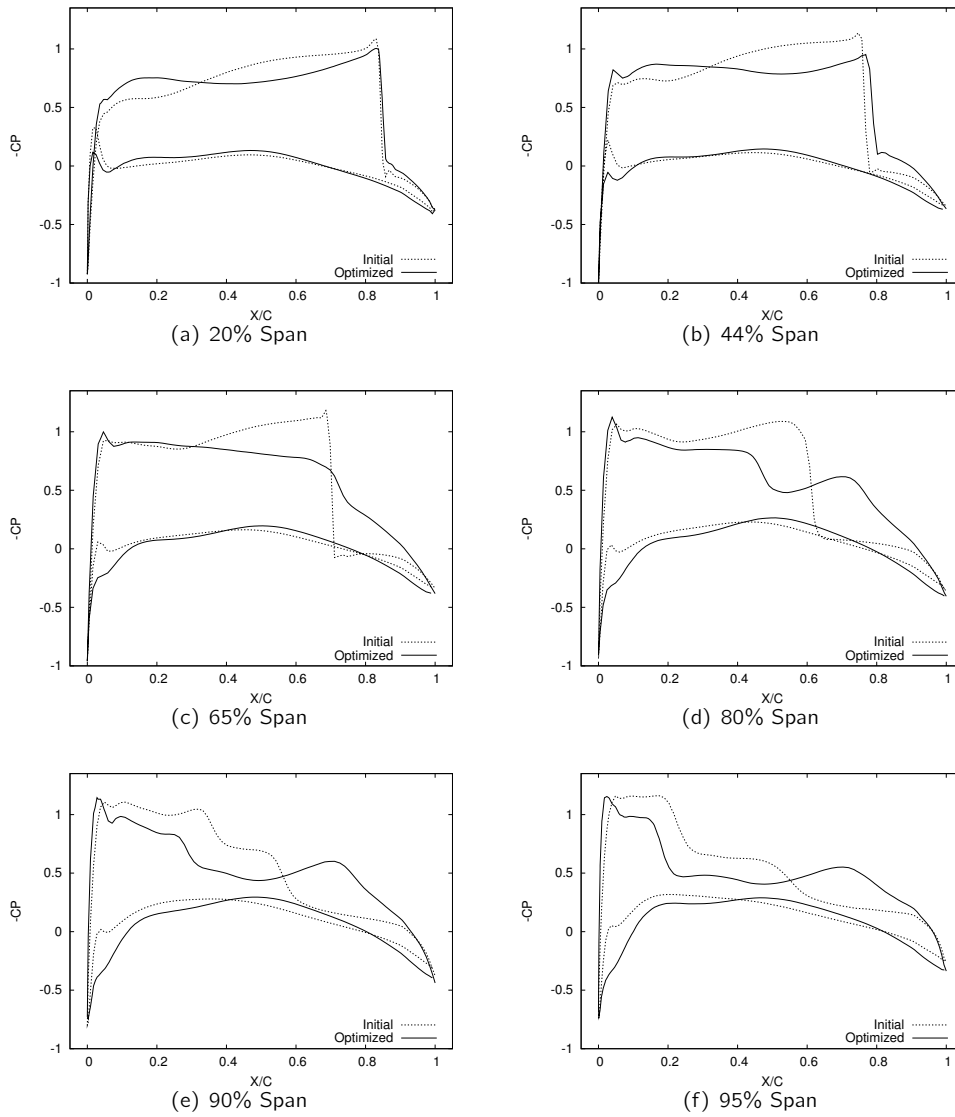 1
0.5
0
-0.5
-1
-CP
Initial
Optimized
0 0.2 0.4 0.6 0.8 1
X/C
(a) 20% Span
1
0.5
0
-0.5
-1
-CP
Initial
Optimized
0 0.2 0.4 0.6 0.8 1
X/C
(b) 44% Span
1
0.5
0
-0.5
-1
-CP
Initial
Optimized
0 0.2 0.4 0.6 0.8 1
X/C
(c) 65% Span
1
0.5
0
-0.5
-1
-CP
Initial
Optimized
0 0.2 0.4 0.6 0.8 1
X/C
(d) 80% Span
1
0.5
0
-0.5
-1
-CP
Initial
Optimized
0 0.2 0.4 0.6 0.8 1
X/C
(e) 90% Span
1
0.5
0
-0.5
-1
-CP
Initial
Optimized
0 0.2 0.4 0.6 0.8 1
X/C
(f) 95% Span